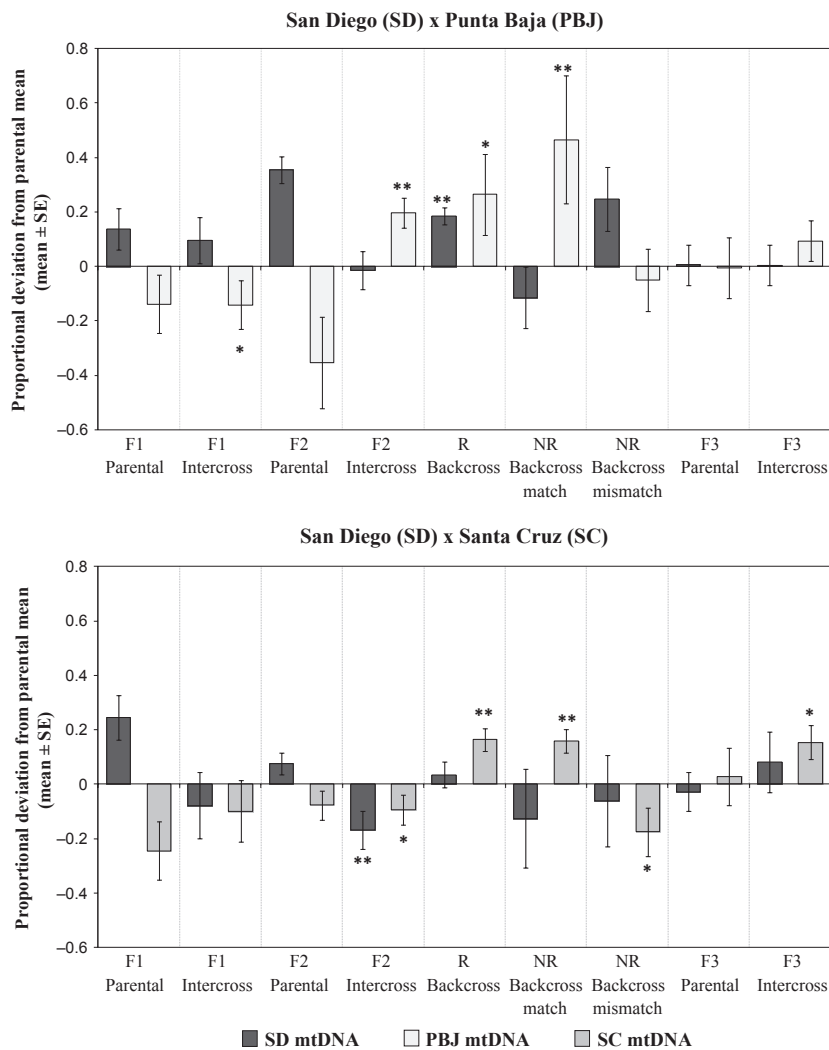 San Diego (SD) x Punta Baja (PBJ)
Proportional deviation from parental mean
(mean ± SE)
0.8
0.6
0.4
0.2
0
–0.2
–0.4
–0.6
*
**
**
*
**
F1 Parental
F1 Intercross
F2 Parental
F2 Intercross
R Backcross
NR Backcross match
NR Backcross mismatch
F3 Parental
F3 Intercross
San Diego (SD) x Santa Cruz (SC)
Proportional deviation from parental mean
(mean ± SE)
0.8
0.6
0.4
0.2
0
–0.2
–0.4
–0.6
**
*
**
**
*
*
F1 Parental
F1 Intercross
F2 Parental
F2 Intercross
R Backcross
NR Backcross match
NR Backcross mismatch
F3 Parental
F3 Intercross
SD mtDNA PBJ mtDNA SC mtDNA